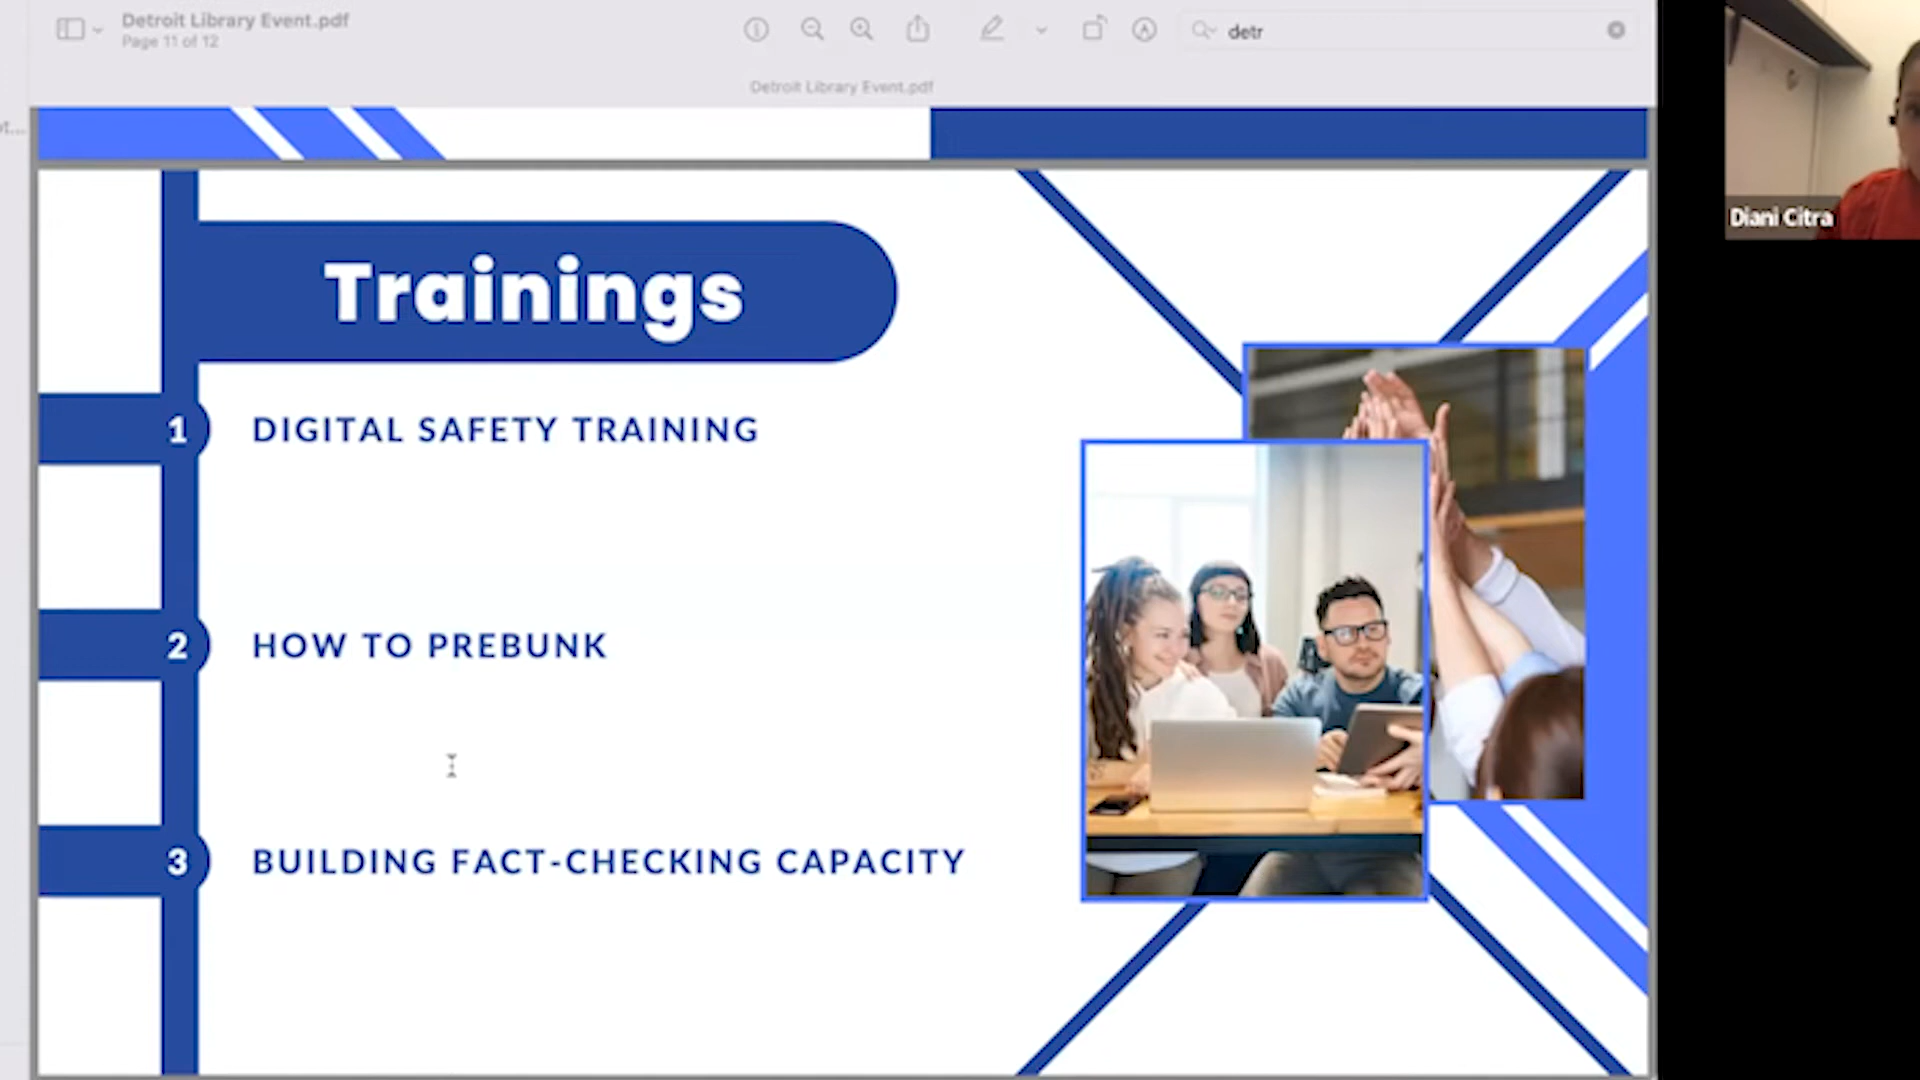 Detroit Library Event.pdf
Page 11 of 12
detr
Detroit Library Event.pdf
Trainings
1 DIGITAL SAFETY TRAINING
2 HOW TO PREBUNK
3 BUILDING FACT-CHECKING CAPACITY
Diani Citra